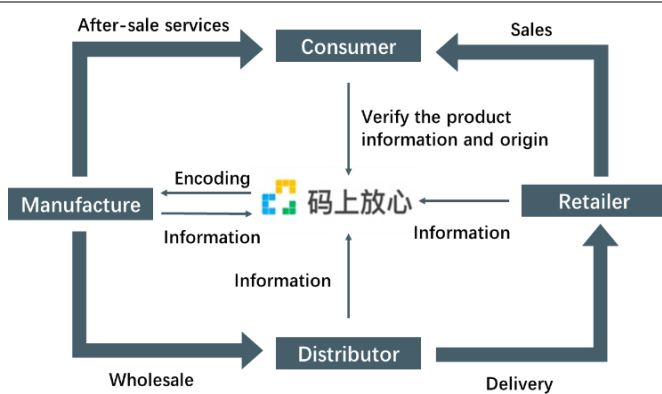 After-sale services
Consumer
Sales
Verify the product
information and origin
Encoding
Manufacture
码上放心
Retailer
Information
Information
Information
Distributor
Wholesale
Delivery